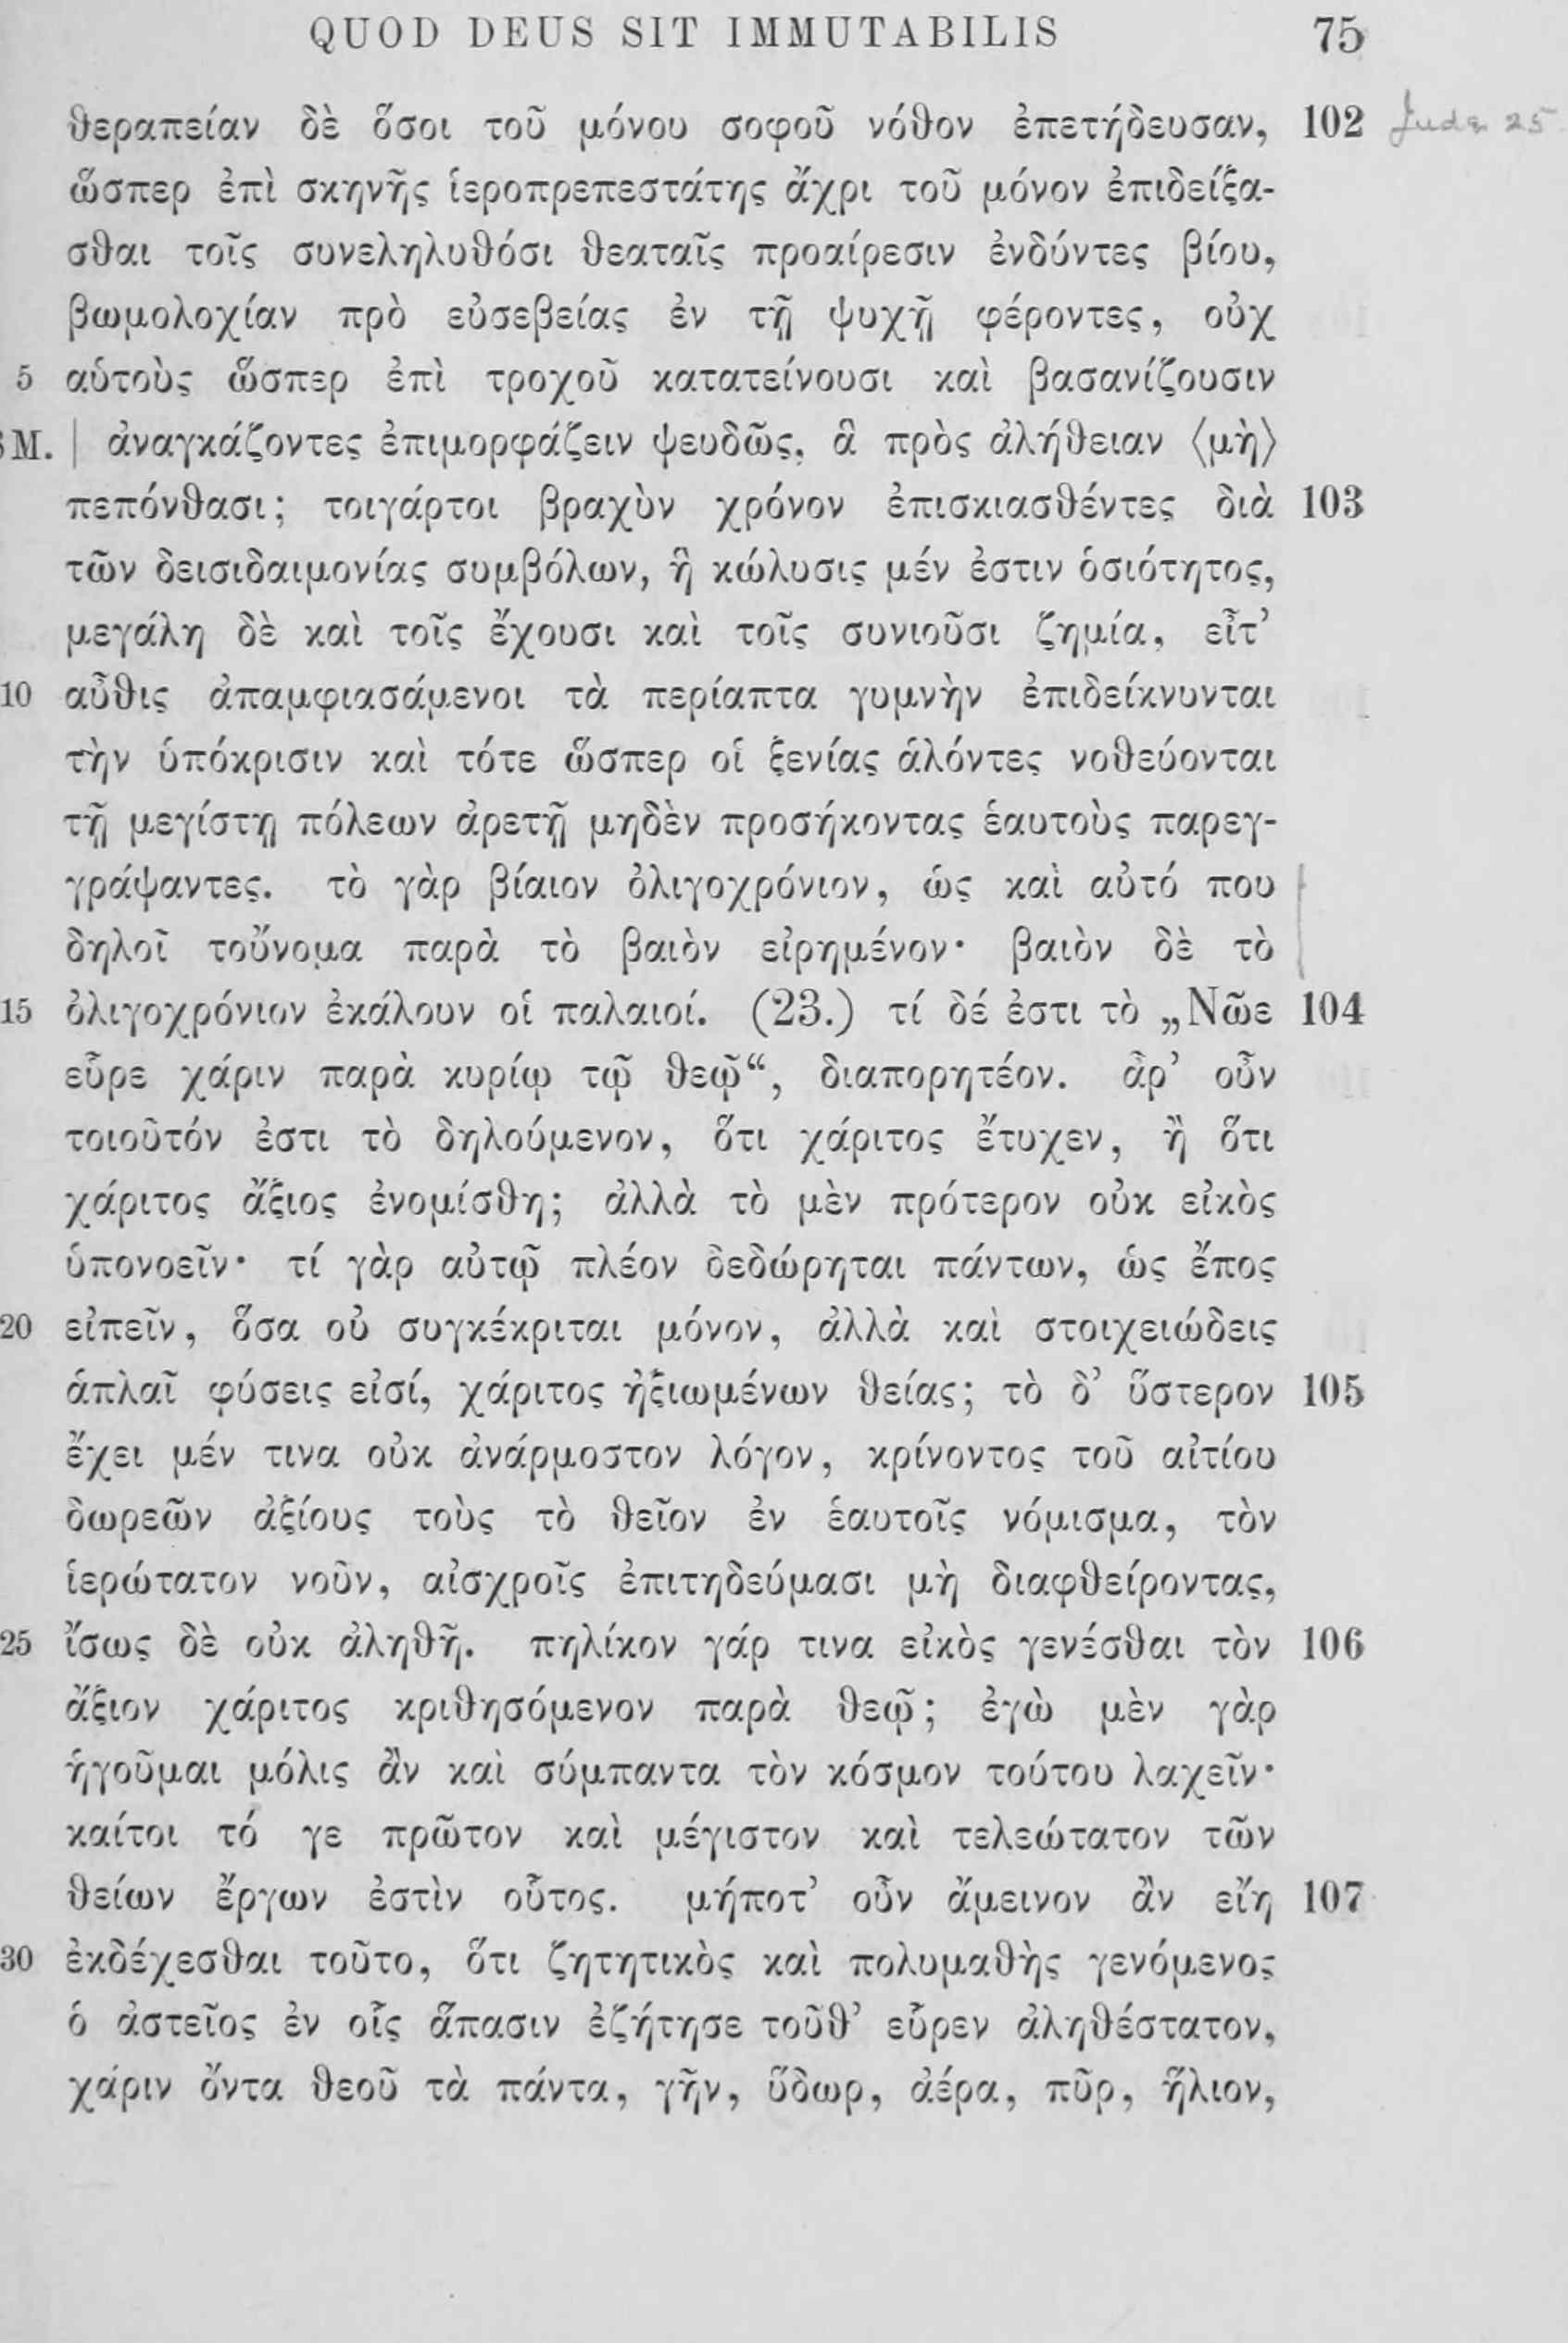 QUOD DEUS SIT IMMUTABILIS 75
θεραπείαν δὲ ὅσοι τοῦ μόνου σοφοῦ νόθον ἐπετήδευσαν, 102 Jude 25
ὥσπερ ἐπὶ σκηνῆς ἱεροπρεπεστάτης ἄχρι τοῦ μόνον ἐπιδείξα-
σθαι τοῖς συνεληλυθόσι θεαταῖς προαίρεσιν ἐνδύντες βίου,
βωμολοχίαν πρὸ εὐσεβείας ἐν τῇ ψυχῇ φέροντες, οὐχ
5 αὑτοὺς ὥσπερ ἐπὶ τροχοῦ κατατείνουσι καὶ βασανίζουσιν
M. | ἀναγκάζοντες ἐπιμορφάζειν ψευδῶς, ἃ πρὸς ἀλήθειαν ⟨μὴ⟩
πεπόνθασι; τοιγάρτοι βραχὺν χρόνον ἐπισκιασθέντες διὰ 103
τῶν δεισιδαιμονίας συμβόλων, ἣ κώλυσις μέν ἐστιν ὁσιότητος,
μεγάλη δὲ καὶ τοῖς ἔχουσι καὶ τοῖς συνιοῦσι ζημία, εἶτ’
10 αὖθις ἀπαμφιασάμενοι τὰ περίαπτα γυμνὴν ἐπιδείκνυνται
τὴν ὑπόκρισιν καὶ τότε ὥσπερ οἱ ξενίας ἁλόντες νοθεύονται
τῇ μεγίστῃ πόλεων ἀρετῇ μηδὲν προσήκοντας ἑαυτοὺς παρεγ-
γράψαντες. τὸ γὰρ βίαιον ὀλιγοχρόνιον, ὡς καὶ αὐτό που
δηλοῖ τοὔνομα παρὰ τὸ βαιὸν εἰρημένον· βαιὸν δὲ τὸ
15 ὀλιγοχρόνιον ἐκάλουν οἱ παλαιοί. (23.) τί δέ ἐστι τὸ „Νῶε 104
εὗρε χάριν παρὰ κυρίῳ τῷ θεῷ“, διαπορητέον. ἆρ’ οὖν
τοιοῦτόν ἐστι τὸ δηλούμενον, ὅτι χάριτος ἔτυχεν, ἢ ὅτι
χάριτος ἄξιος ἐνομίσθη; ἀλλὰ τὸ μὲν πρότερον οὐκ εἰκὸς
ὑπονοεῖν· τί γὰρ αὐτῷ πλέον δεδώρηται πάντων, ὡς ἔπος
20 εἰπεῖν, ὅσα οὐ συγκέκριται μόνον, ἀλλὰ καὶ στοιχειώδεις
ἁπλαῖ φύσεις εἰσί, χάριτος ἠξιωμένων θείας; τὸ δ’ ὕστερον 105
ἔχει μέν τινα οὐκ ἀνάρμοστον λόγον, κρίνοντος τοῦ αἰτίου
δωρεῶν ἀξίους τοὺς τὸ θεῖον ἐν ἑαυτοῖς νόμισμα, τὸν
ἱερώτατον νοῦν, αἰσχροῖς ἐπιτηδεύμασι μὴ διαφθείροντας,
25 ἴσως δὲ οὐκ ἀληθῆ. πηλίκον γάρ τινα εἰκὸς γενέσθαι τὸν 106
ἄξιον χάριτος κριθησόμενον παρὰ θεῷ; ἐγὼ μὲν γὰρ
ἡγοῦμαι μόλις ἂν καὶ σύμπαντα τὸν κόσμον τούτου λαχεῖν·
καίτοι τό γε πρῶτον καὶ μέγιστον καὶ τελεώτατον τῶν
θείων ἔργων ἐστὶν οὗτος. μήποτ’ οὖν ἄμεινον ἂν εἴη 107
30 ἐκδέχεσθαι τοῦτο, ὅτι ζητητικὸς καὶ πολυμαθὴς γενόμενος
ὁ ἀστεῖος ἐν οἷς ἅπασιν ἐζήτησε τοῦθ’ εὗρεν ἀληθέστατον,
χάριν ὄντα θεοῦ τὰ πάντα, γῆν, ὕδωρ, ἀέρα, πῦρ, ἥλιον,